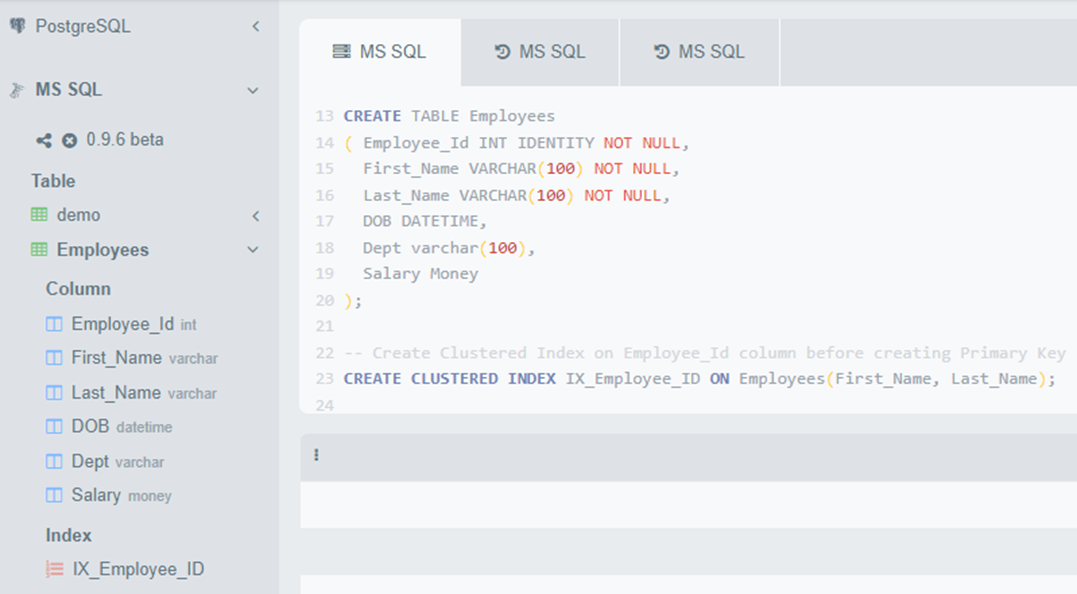 PostgreSQL
MS SQL
0.9.6 beta
Table
demo
Employees
Column
Employee_Id int
First_Name varchar
Last_Name varchar
DOB datetime
Dept varchar
Salary money
Index
IX_Employee_ID
MS SQL
MS SQL
MS SQL
13 CREATE TABLE Employees
14 ( Employee_Id INT IDENTITY NOT NULL,
15 First_Name VARCHAR(100) NOT NULL,
16 Last_Name VARCHAR(100) NOT NULL,
17 DOB DATETIME,
18 Dept varchar(100),
19 Salary Money
20 );
21
22 -- Create Clustered Index on Employee_Id column before creating Primary Key
23 CREATE CLUSTERED INDEX IX_Employee_ID ON Employees(First_Name, Last_Name);
24